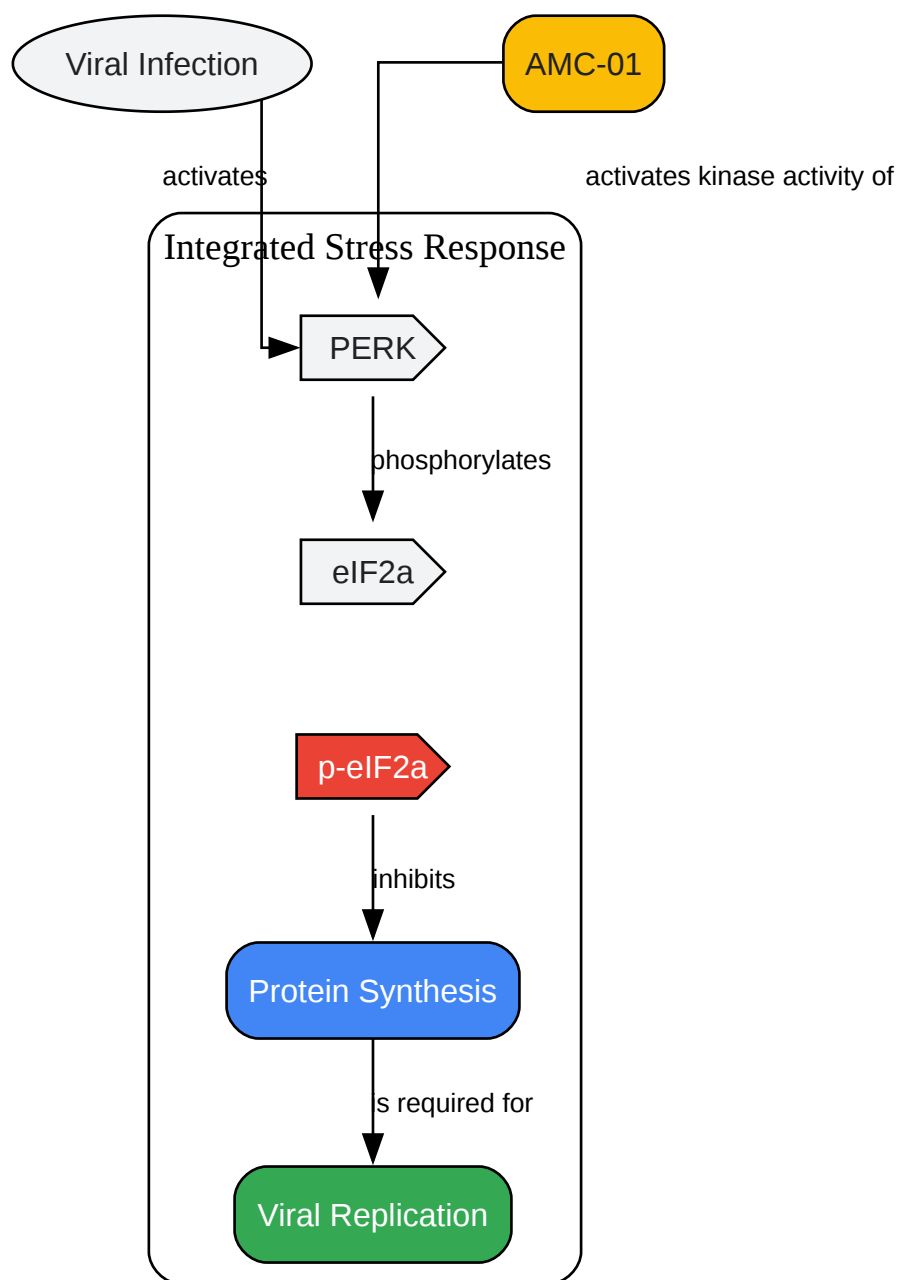 Viral Infection
AMC-01
activates
activates kinase activity of
Integrated Stress Response
PERK
phosphorylates
eIF2a
p-eIF2a
inhibits
Protein Synthesis
is required for
Viral Replication